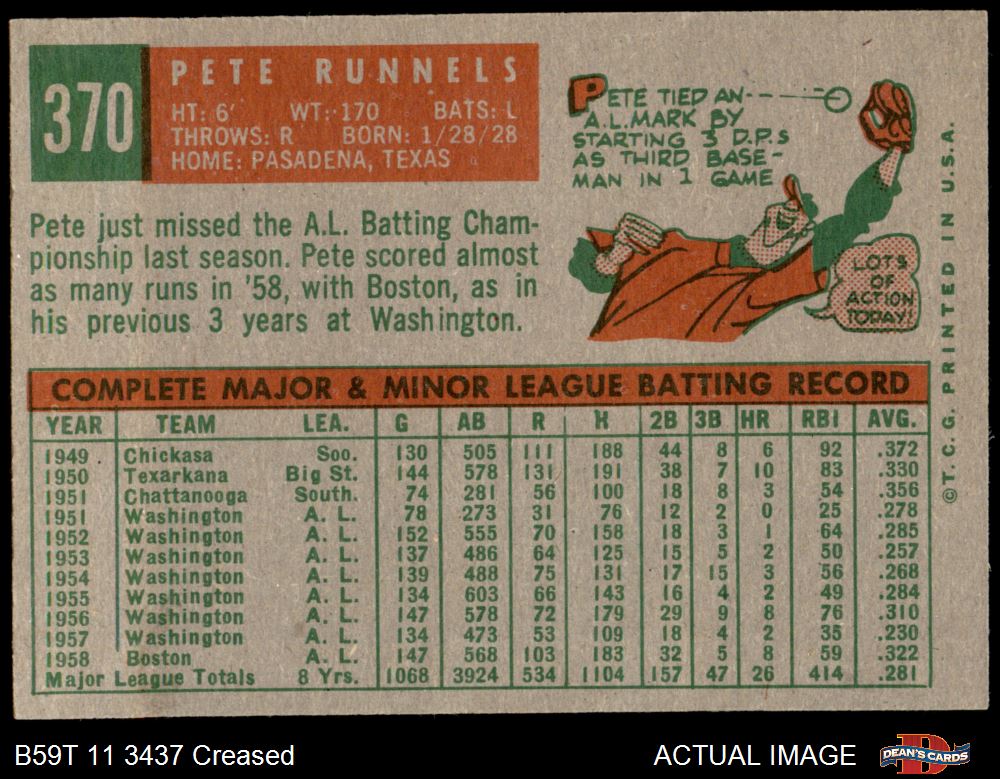 370
PETE RUNNELS
HT: 6' WT: 170 BATS: L
THROWS: R BORN: 1/28/28
HOME: PASADENA, TEXAS
Pete just missed the A.L. Batting Cham-
pionship last season. Pete scored almost
as many runs in '58, with Boston, as in
his previous 3 years at Washington.
PETE TIED AN
A.L. MARK BY
STARTING 3 D.P.S
AS THIRD BASE-
MAN IN 1 GAME
LOTS
OF
ACTION
TODAY!
©T.C.G. PRINTED IN U.S.A.
COMPLETE MAJOR & MINOR LEAGUE BATTING RECORD
YEAR TEAM LEA. G AB R H 2B 3B HR RBI AVG.
1949 Chickasa Soo. 130 505 111 188 44 8 6 92 .372
1950 Texarkana Big St. 144 578 131 191 38 7 10 83 .330
1951 Chattanooga South. 74 281 56 100 18 8 3 54 .356
1951 Washington A. L. 78 273 31 76 12 2 0 25 .278
1952 Washington A. L. 152 555 70 158 18 3 1 64 .285
1953 Washington A. L. 137 486 64 125 15 5 2 50 .257
1954 Washington A. L. 139 488 75 131 17 15 3 56 .268
1955 Washington A. L. 134 603 66 143 16 4 2 49 .284
1956 Washington A. L. 147 578 72 179 29 9 8 76 .310
1957 Washington A. L. 134 473 53 109 18 4 2 35 .230
1958 Boston A. L. 147 568 103 183 32 5 8 59 .322
Major League Totals 8 Yrs. 1068 3924 534 1104 157 47 26 414 .281
B59T 11 3437 Creased
ACTUAL IMAGE
DEAN'S CARDS